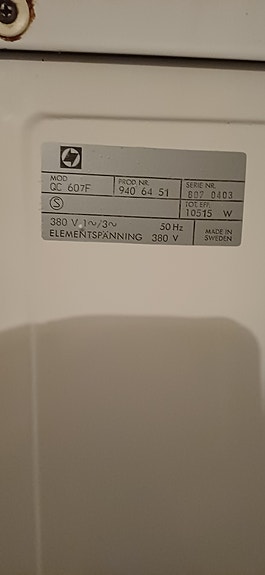 MOD
QC 607F
PROD. NR.
940 64 51
SERIE NR.
807 0403
S
TOT. EFF.
10515 W
380 V 1~/3~ 50 Hz
ELEMENTSPÄNNING 380 V
MADE IN
SWEDEN